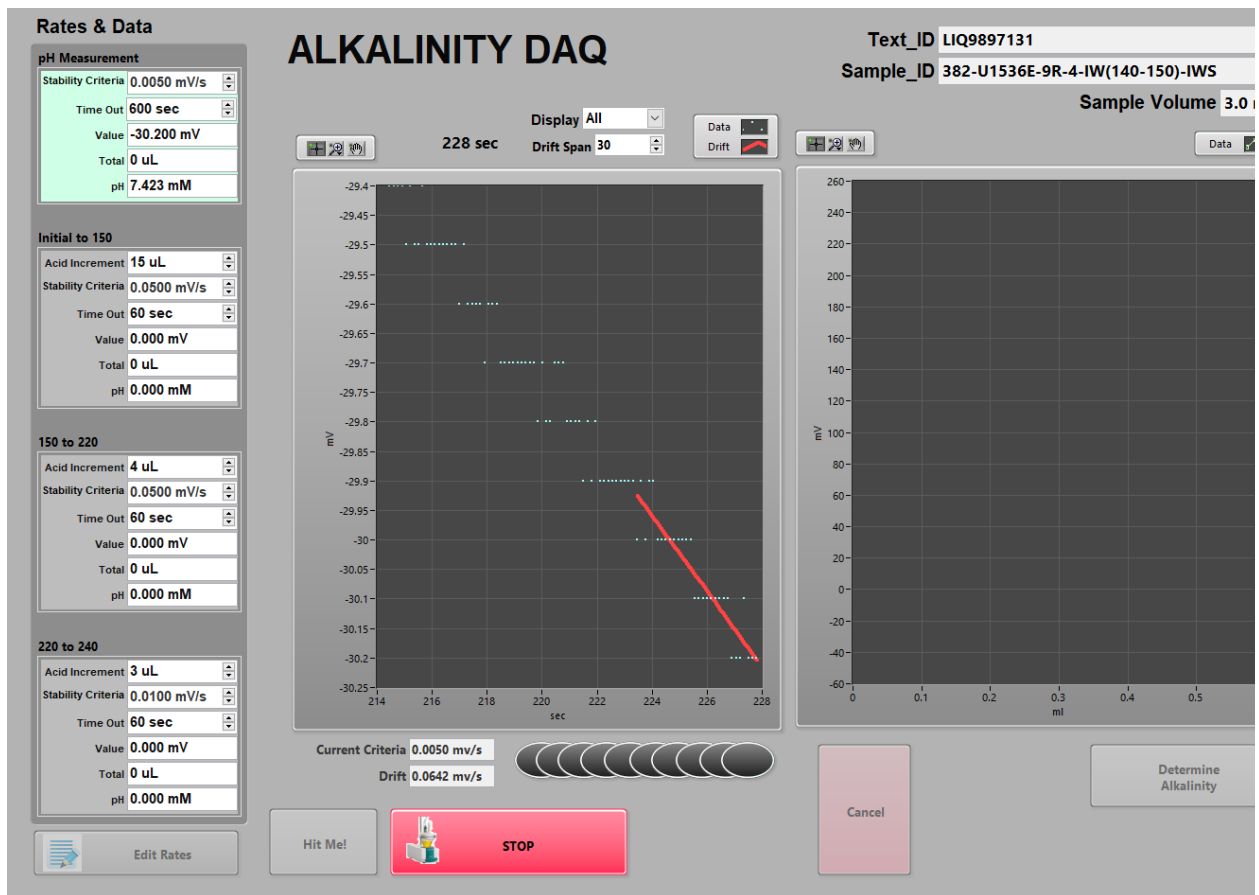 Rates & Data
pH Measurement
Stability Criteria 0.0050 mV/s
Time Out 600 sec
Value -30.200 mV
Total 0 uL
pH 7.423 mM
Initial to 150
Acid Increment 15 uL
Stability Criteria 0.0500 mV/s
Time Out 60 sec
Value 0.000 mV
Total 0 uL
pH 0.000 mM
150 to 220
Acid Increment 4 uL
Stability Criteria 0.0500 mV/s
Time Out 60 sec
Value 0.000 mV
Total 0 uL
pH 0.000 mM
220 to 240
Acid Increment 3 uL
Stability Criteria 0.0100 mV/s
Time Out 60 sec
Value 0.000 mV
Total 0 uL
pH 0.000 mM
Edit Rates
ALKALINITY DAQ
Text_ID LIQ9897131
Sample_ID 382-U1536E-9R-4-IW(140-150)-IWS
Sample Volume 3.0
228 sec
Display All
Drift Span 30
Data
Drift
-29.4
-29.45
-29.5
-29.55
-29.6
-29.65
-29.7
-29.75
-29.8
-29.85
-29.9
-29.95
-30
-30.05
-30.1
-30.15
-30.2
-30.25
mV
214 216 218 220 222 224 226 228
sec
Data
260
240
220
200
180
160
140
120
100
80
60
40
20
0
-20
-40
-60
mV
0 0.1 0.2 0.3 0.4 0.5
ml
Current Criteria 0.0050 mv/s
Drift 0.0642 mv/s
Hit Me!
STOP
Cancel
Determine
Alkalinity